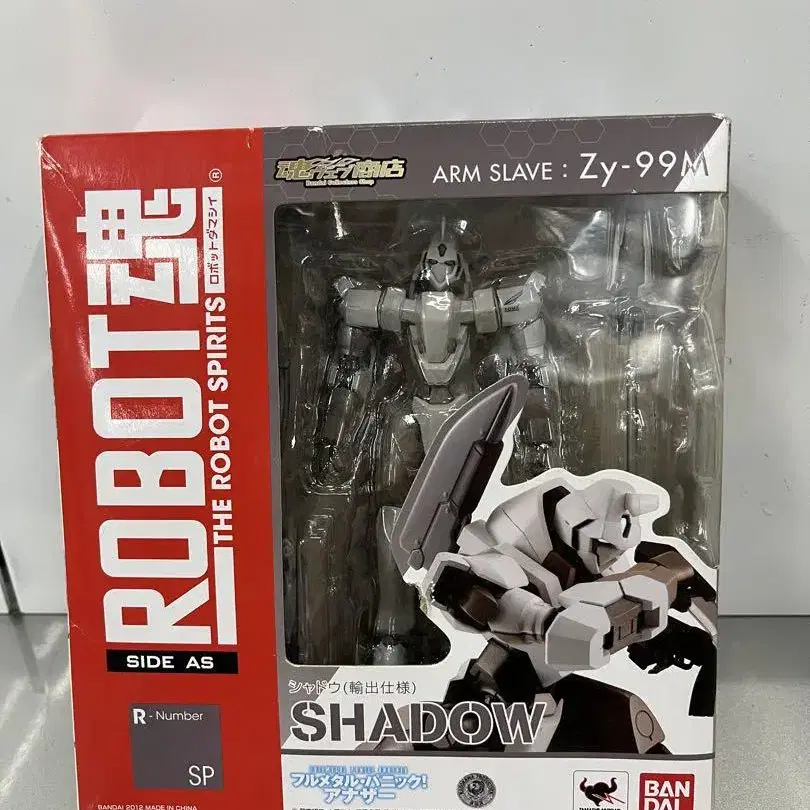 魂ウェブ商店
Bandai Collectors Shop
ARM SLAVE : Zy-99M
ROBOT魂
ロボットダマシイ
®
THE ROBOT SPIRITS
SIDE AS
R - Number
SP
シャドウ(輸出仕様)
SHADOW
フルメタル・パニック!
アナザー
BANDAI 2012 MADE IN CHINA
BAN
DAI